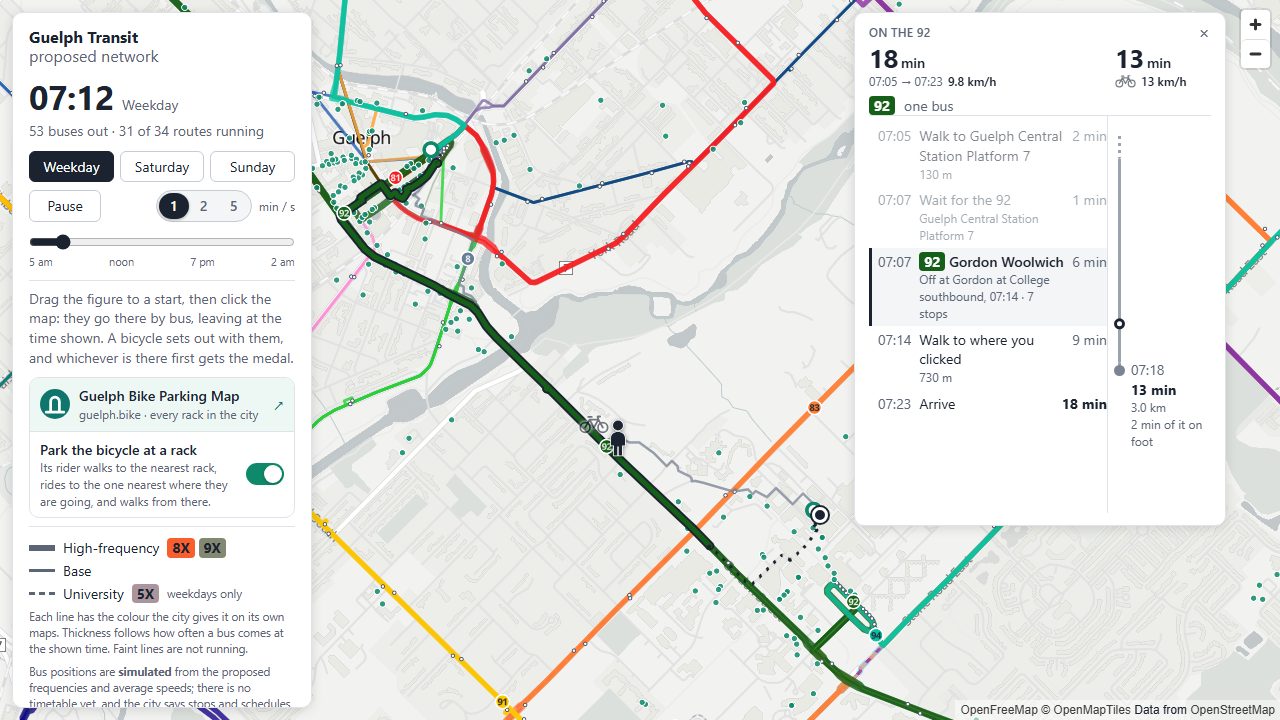 Guelph Transit
proposed network
07:12 Weekday
53 buses out · 31 of 34 routes running
Weekday Saturday Sunday
Pause 1 2 5 min / s
5 am noon 7 pm 2 am
Drag the figure to a start, then click the
map: they go there by bus, leaving at the
time shown. A bicycle sets out with them,
and whichever is there first gets the medal.
Guelph Bike Parking Map ↗
guelph.bike · every rack in the city
Park the bicycle at a rack
Its rider walks to the nearest rack,
rides to the one nearest where they
are going, and walks from there.
High-frequency 8X 9X
Base
University 5X weekdays only
Each line has the colour the city gives it on its own
maps. Thickness follows how often a bus comes at
the shown time. Faint lines are not running.
Bus positions are simulated from the proposed
frequencies and average speeds; there is no
Guelph
81
92
8
83
92
92
94
91
ON THE 92 ×
18 min 13 min
07:05 → 07:23 9.8 km/h 13 km/h
92 one bus
07:05 Walk to Guelph Central 2 min
Station Platform 7
130 m
07:07 Wait for the 92 1 min
Guelph Central Station
Platform 7
07:07 92 Gordon Woolwich 6 min
Off at Gordon at College
southbound, 07:14 · 7
stops
07:14 Walk to where you 9 min
clicked
730 m
07:23 Arrive 18 min
07:18
13 min
3.0 km
2 min of it on
foot
+
−
OpenFreeMap © OpenMapTiles Data from OpenStreetMap